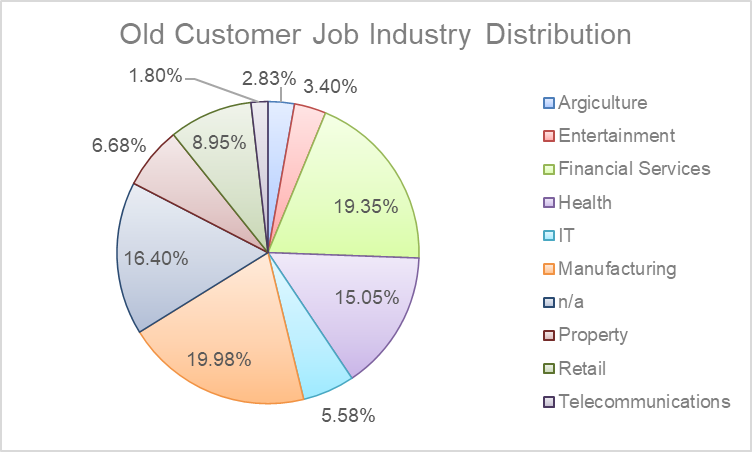 Old Customer Job Industry Distribution
1.80%
2.83%
3.40%
6.68%
8.95%
19.35%
16.40%
15.05%
19.98%
5.58%
Argiculture
Entertainment
Financial Services
Health
IT
Manufacturing
n/a
Property
Retail
Telecommunications